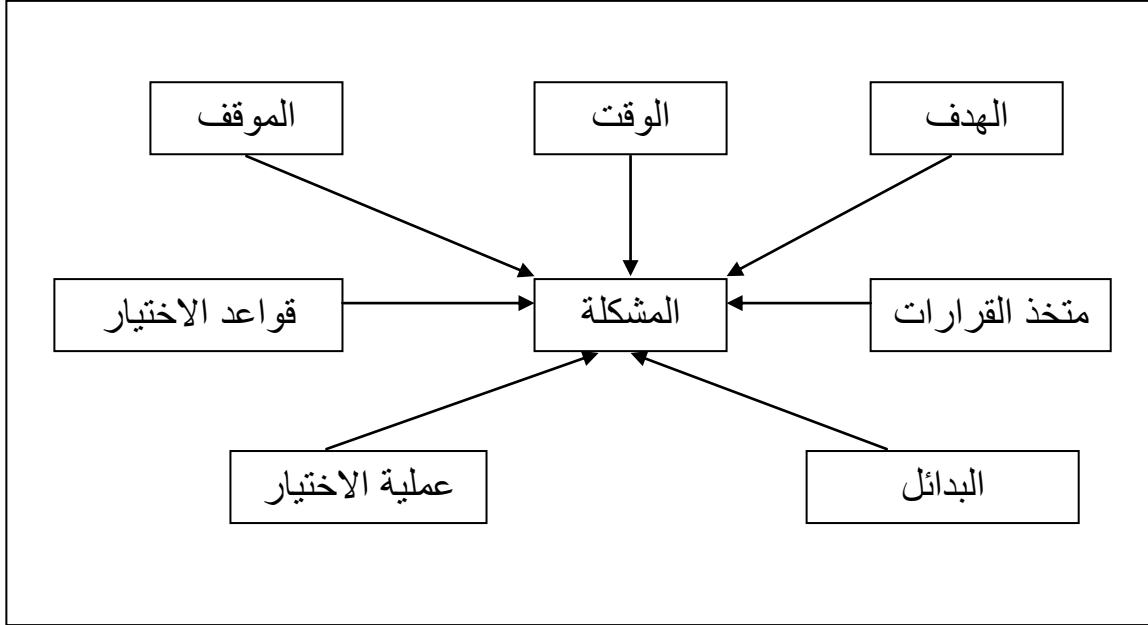 الهدف
الوقت
الموقف
متخذ القرارات
المشكلة
قواعد الاختيار
البدائل
عملية الاختيار